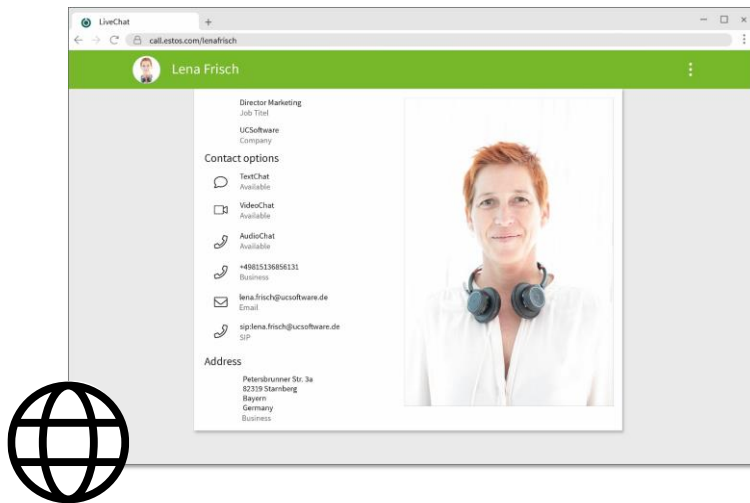 LiveChat
call.estos.com/lenafrisch
Lena Frisch
Director Marketing
Job Titel
UCSoftware
Company
Contact options
TextChat
Available
VideoChat
Available
AudioChat
Available
+49815136856131
Business
lena.frisch@ucsoftware.de
Email
sip:lena.frisch@ucsoftware.de
SIP
Address
Petersbrunner Str. 3a
82319 Starnberg
Bayern
Germany
Business